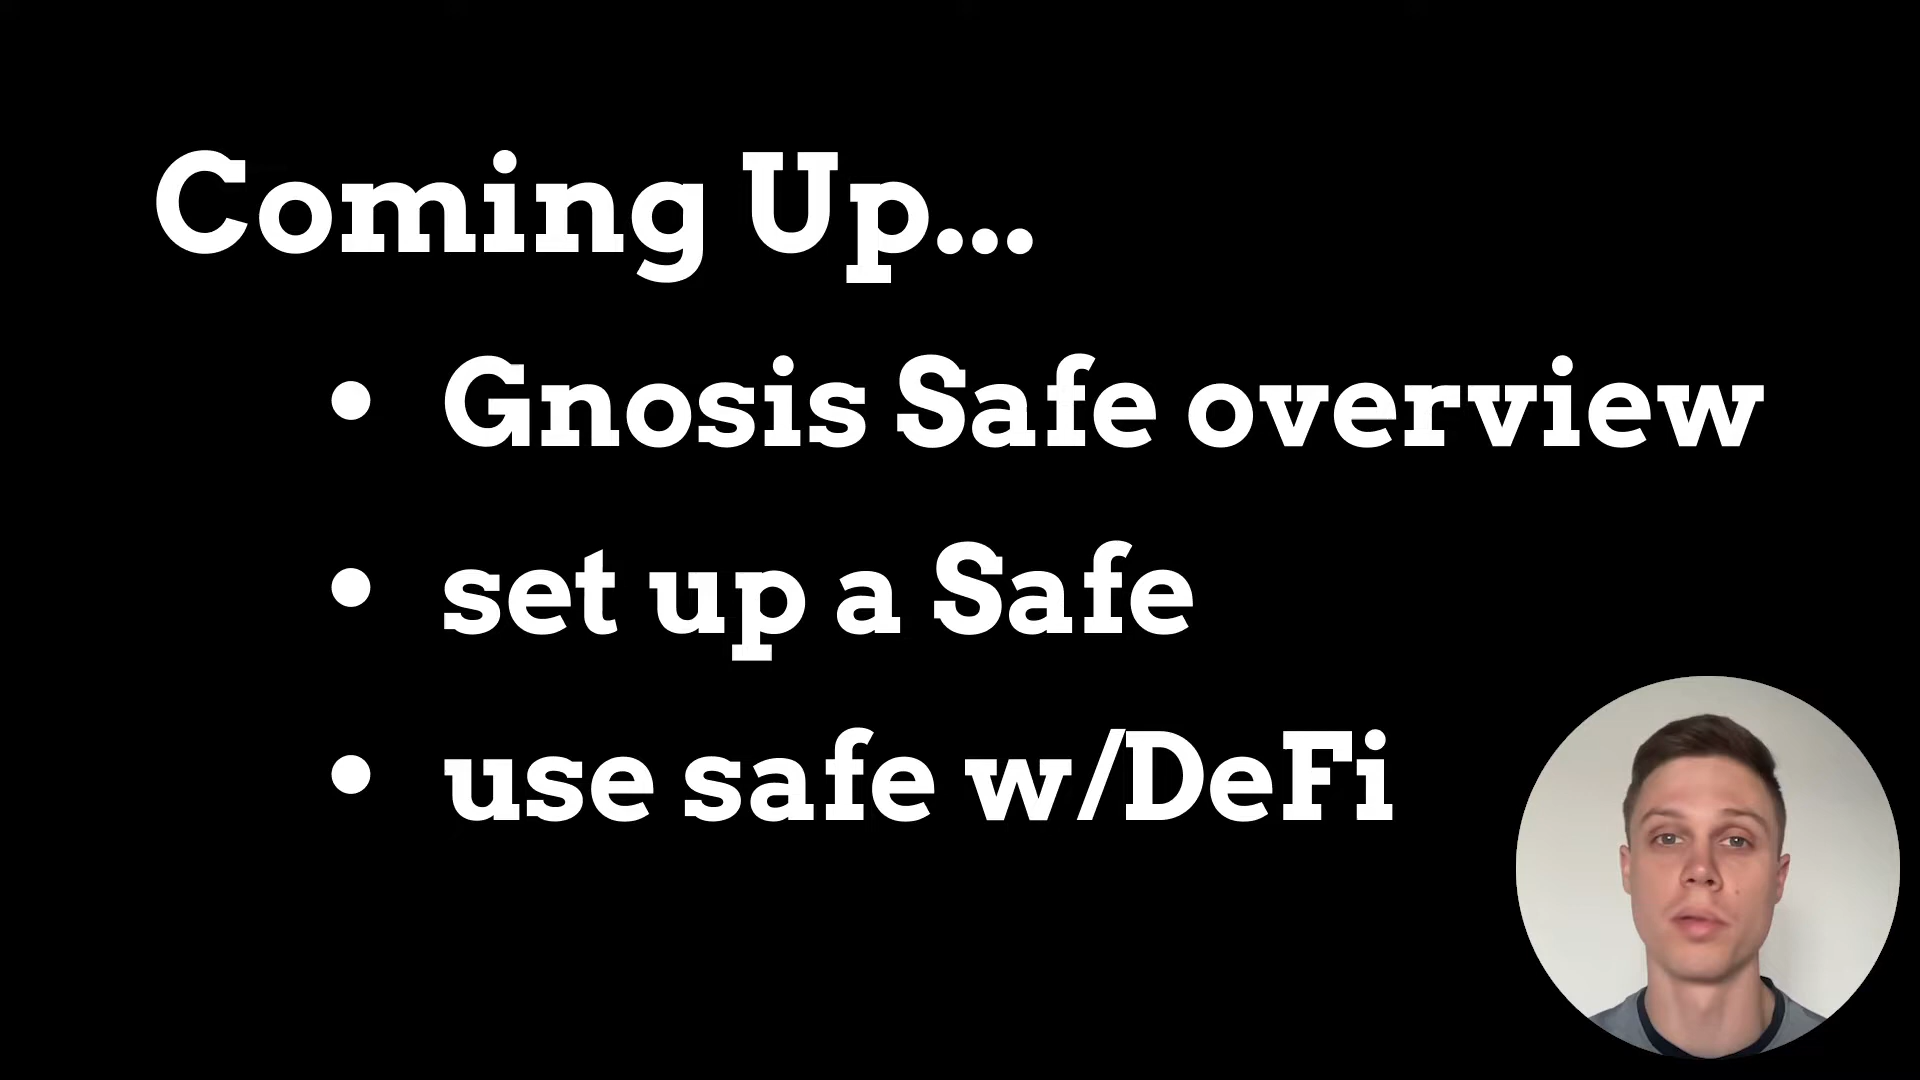 Coming Up...
• Gnosis Safe overview
• set up a Safe
• use safe w/DeFi